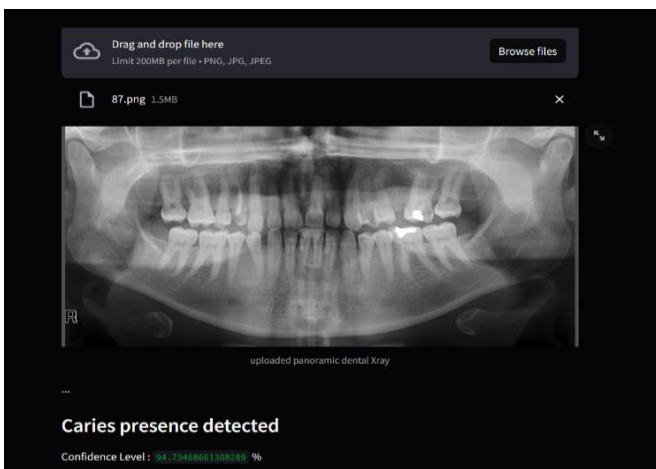 Drag and drop file here
Limit 200MB per file • PNG, JPG, JPEG
Browse files
87.png 1.5MB
R
uploaded panoramic dental Xray
...
Caries presence detected
Confidence Level : 94.73468661308289 %